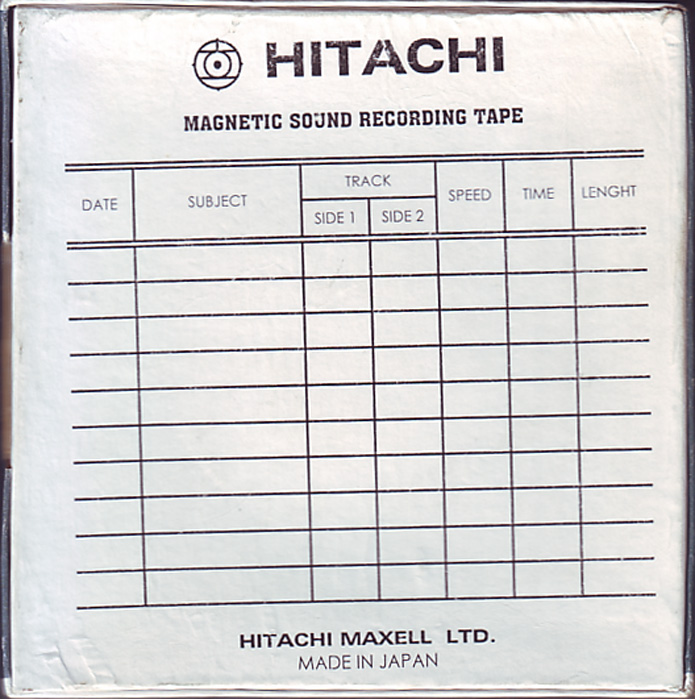 HITACHI
MAGNETIC SOUND RECORDING TAPE
DATE SUBJECT TRACK SPEED TIME LENGHT
SIDE 1 SIDE 2
HITACHI MAXELL LTD.
MADE IN JAPAN